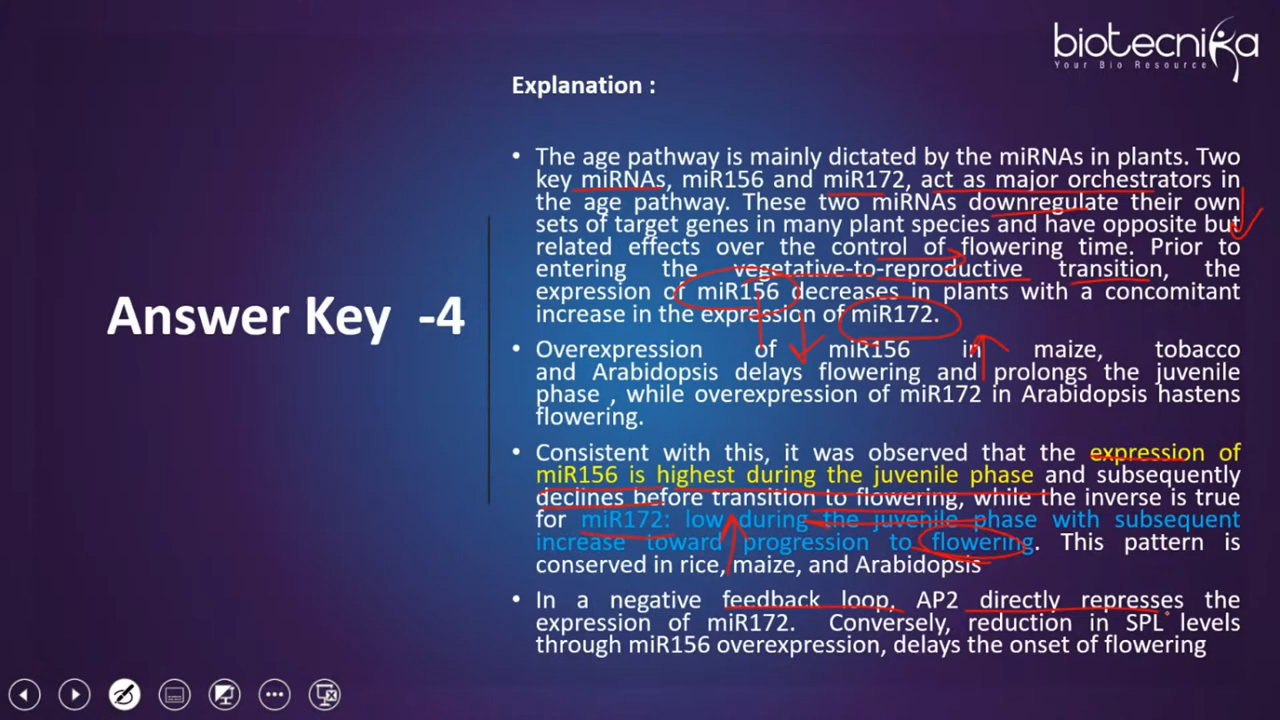 biotecnika
Your Bio Resource
Explanation :
• The age pathway is mainly dictated by the miRNAs in plants. Two
key miRNAs, miR156 and miR172, act as major orchestrators in
the age pathway. These two miRNAs downregulate their own
sets of target genes in many plant species and have opposite but
related effects over the control of flowering time. Prior to
entering the vegetative-to-reproductive transition, the
expression of miR156 decreases in plants with a concomitant
increase in the expression of miR172.
Answer Key -4
• Overexpression of miR156 in maize, tobacco
and Arabidopsis delays flowering and prolongs the juvenile
phase , while overexpression of miR172 in Arabidopsis hastens
flowering.
• Consistent with this, it was observed that the expression of
miR156 is highest during the juvenile phase and subsequently
declines before transition to flowering, while the inverse is true
for miR172: low during the juvenile phase with subsequent
increase toward progression to flowering. This pattern is
conserved in rice, maize, and Arabidopsis
• In a negative feedback loop, AP2 directly represses the
expression of miR172. Conversely, reduction in SPL levels
through miR156 overexpression, delays the onset of flowering